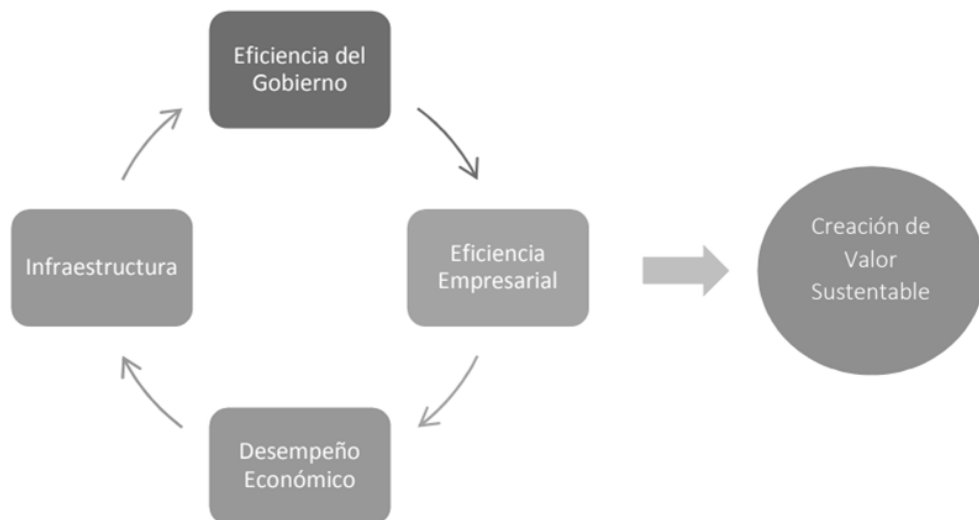 Eficiencia del
Gobierno
Infraestructura
Eficiencia
Empresarial
Creación de
Valor
Sustentable
Desempeño
Económico